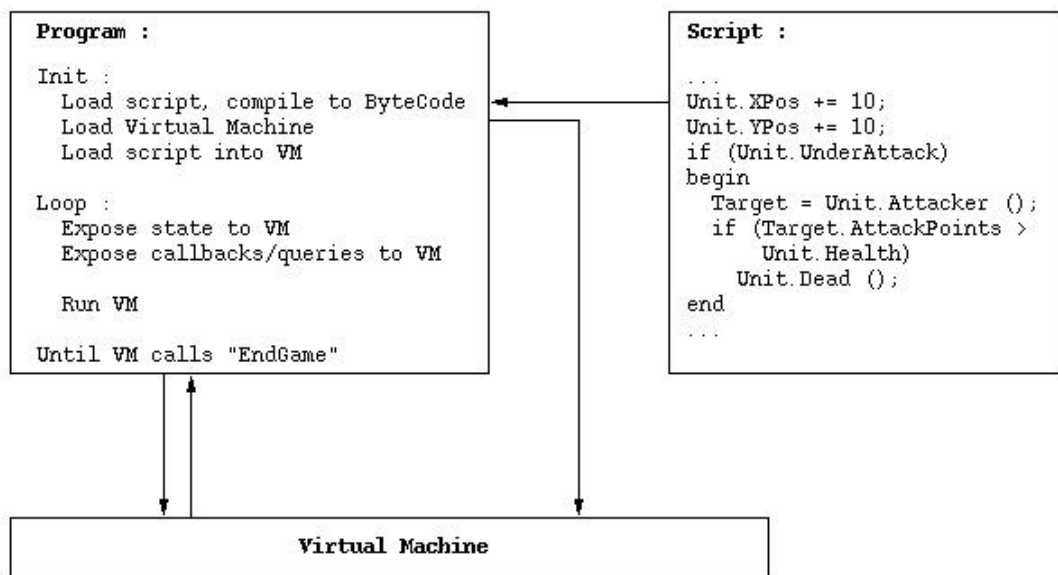 Program :
Init :
Load script, compile to ByteCode
Load Virtual Machine
Load script into VM
Loop :
Expose state to VM
Expose callbacks/queries to VM
Run VM
Until VM calls "EndGame"
Script :
...
Unit.XPos += 10;
Unit.YPos += 10;
if (Unit.UnderAttack)
begin
Target = Unit.Attacker ();
if (Target.AttackPoints >
Unit.Health)
Unit.Dead ();
end
...
Virtual Machine